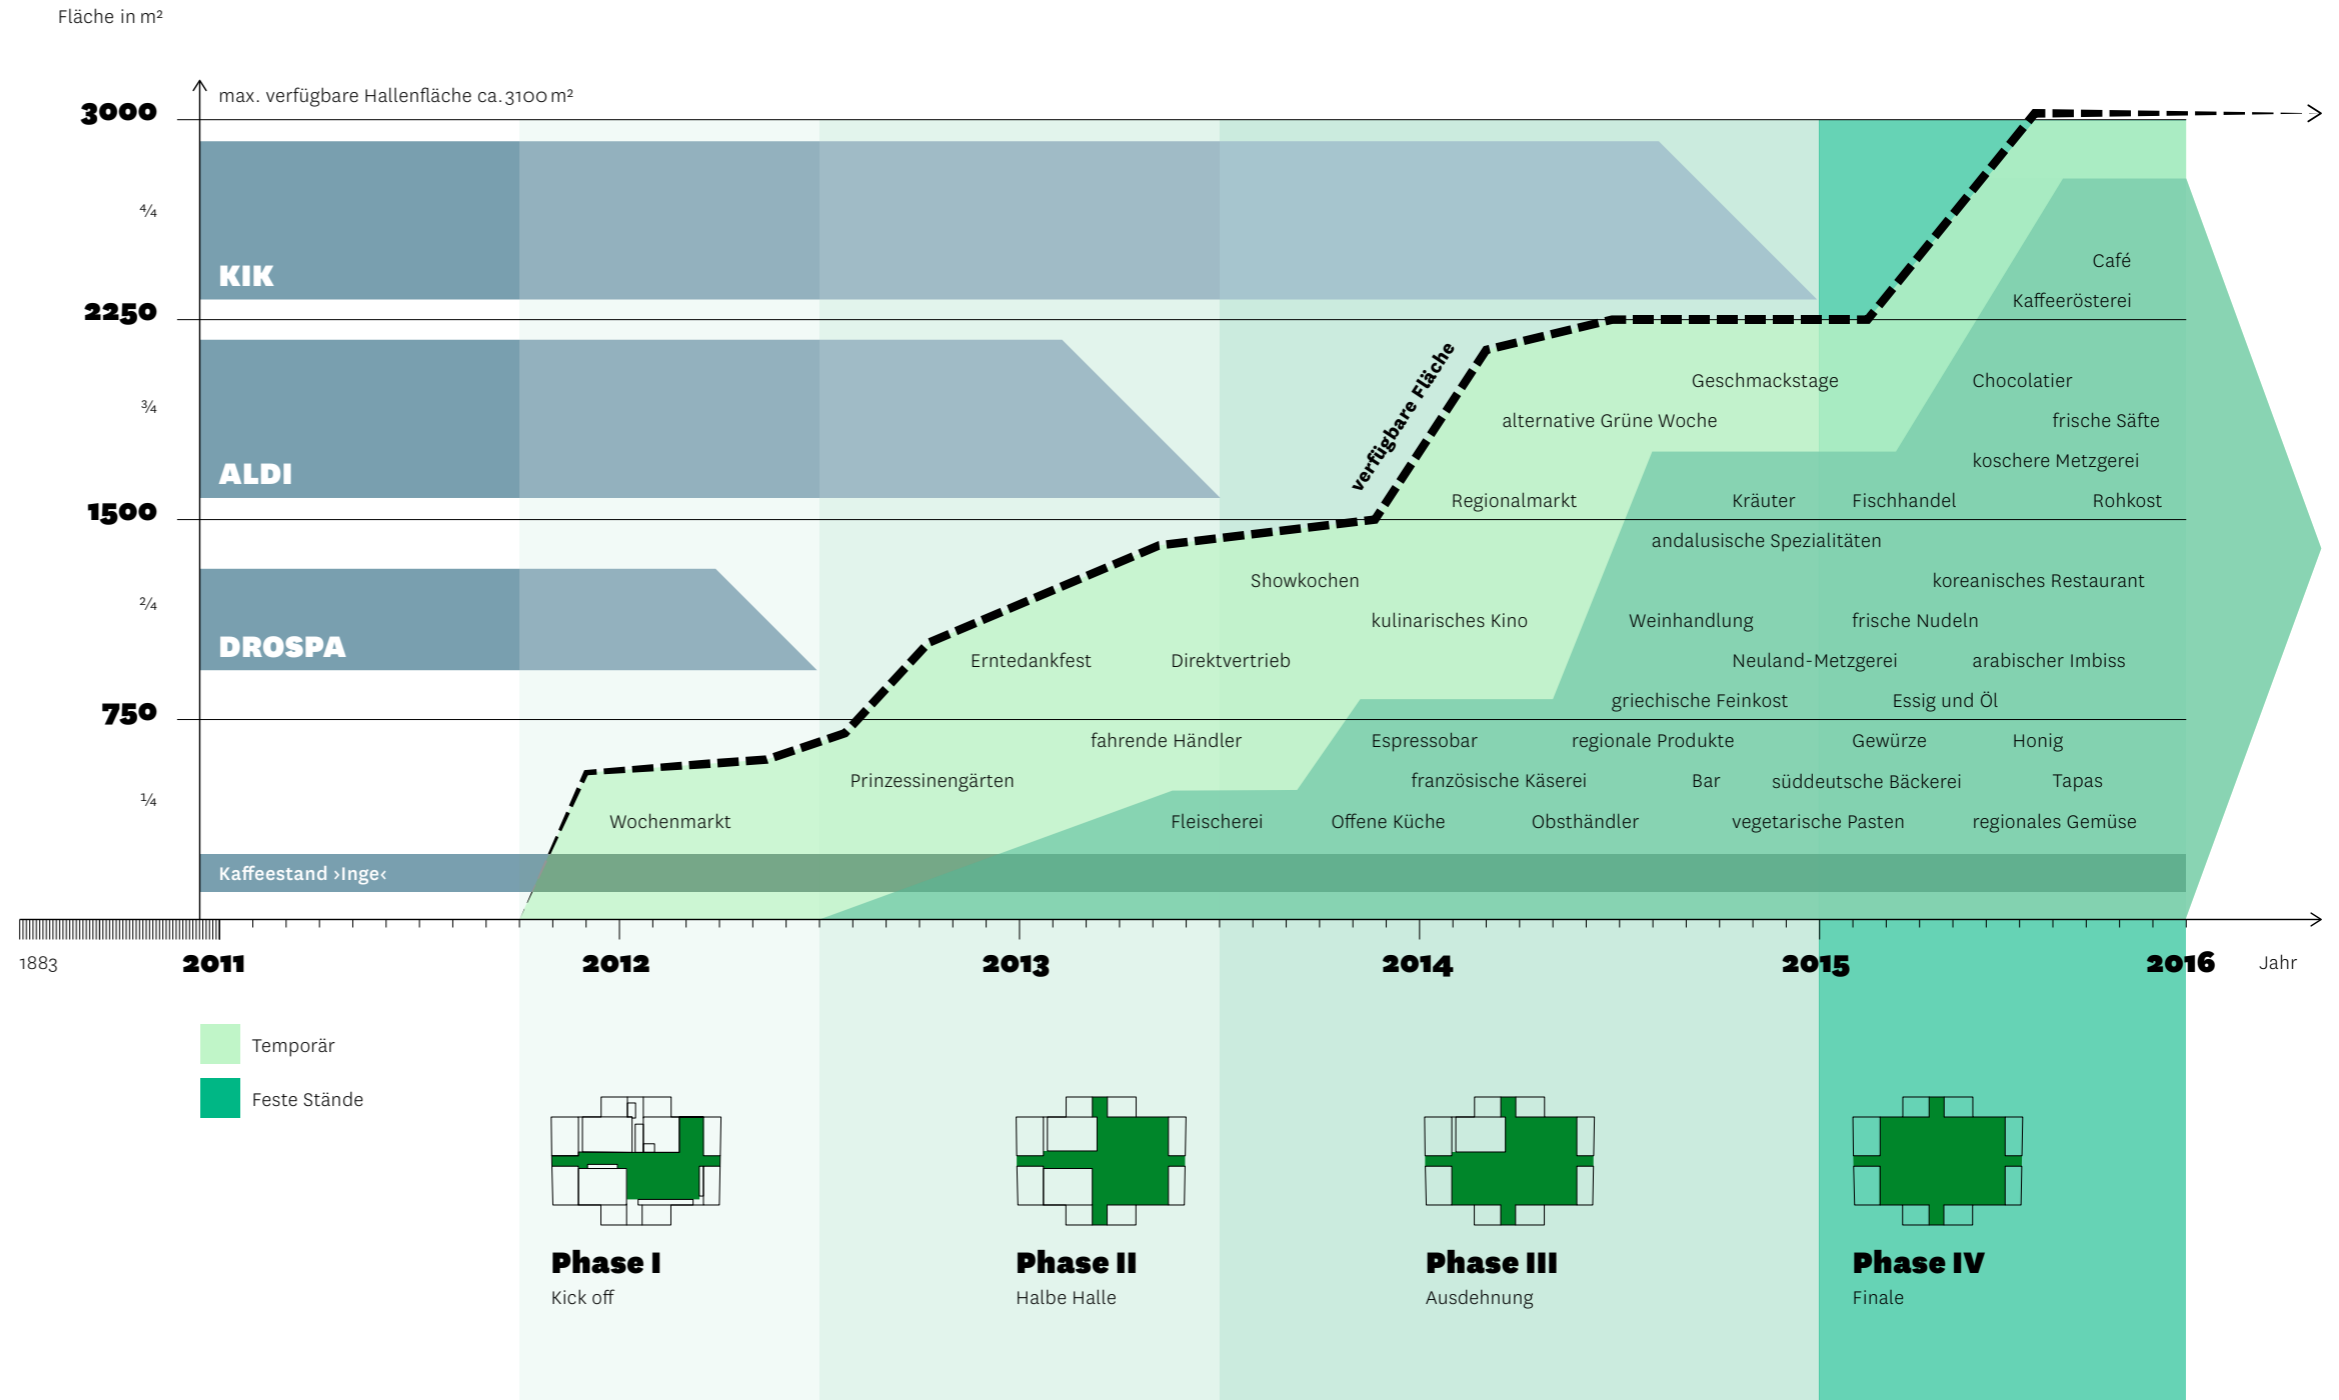 Fläche in m²
max. verfügbare Hallenfläche ca. 3100 m²
3000
⁴⁄₄
KIK
2250
¾
ALDI
1500
²⁄₄
DROSPA
750
¼
Kaffeestand ›Inge‹
verfügbare Fläche
Café
Kaffeerösterei
Geschmackstage
Chocolatier
alternative Grüne Woche
frische Säfte
koschere Metzgerei
Regionalmarkt
Kräuter
Fischhandel
Rohkost
andalusische Spezialitäten
Showkochen
koreanisches Restaurant
kulinarisches Kino
Weinhandlung
frische Nudeln
Erntedankfest
Direktvertrieb
Neuland-Metzgerei
arabischer Imbiss
griechische Feinkost
Essig und Öl
fahrende Händler
Espressobar
regionale Produkte
Gewürze
Honig
Prinzessinengärten
französische Käserei
Bar
süddeutsche Bäckerei
Tapas
Wochenmarkt
Fleischerei
Offene Küche
Obsthändler
vegetarische Pasten
regionales Gemüse
1883
2011
2012
2013
2014
2015
2016
Jahr
Temporär
Feste Stände
Phase I
Kick off
Phase II
Halbe Halle
Phase III
Ausdehnung
Phase IV
Finale